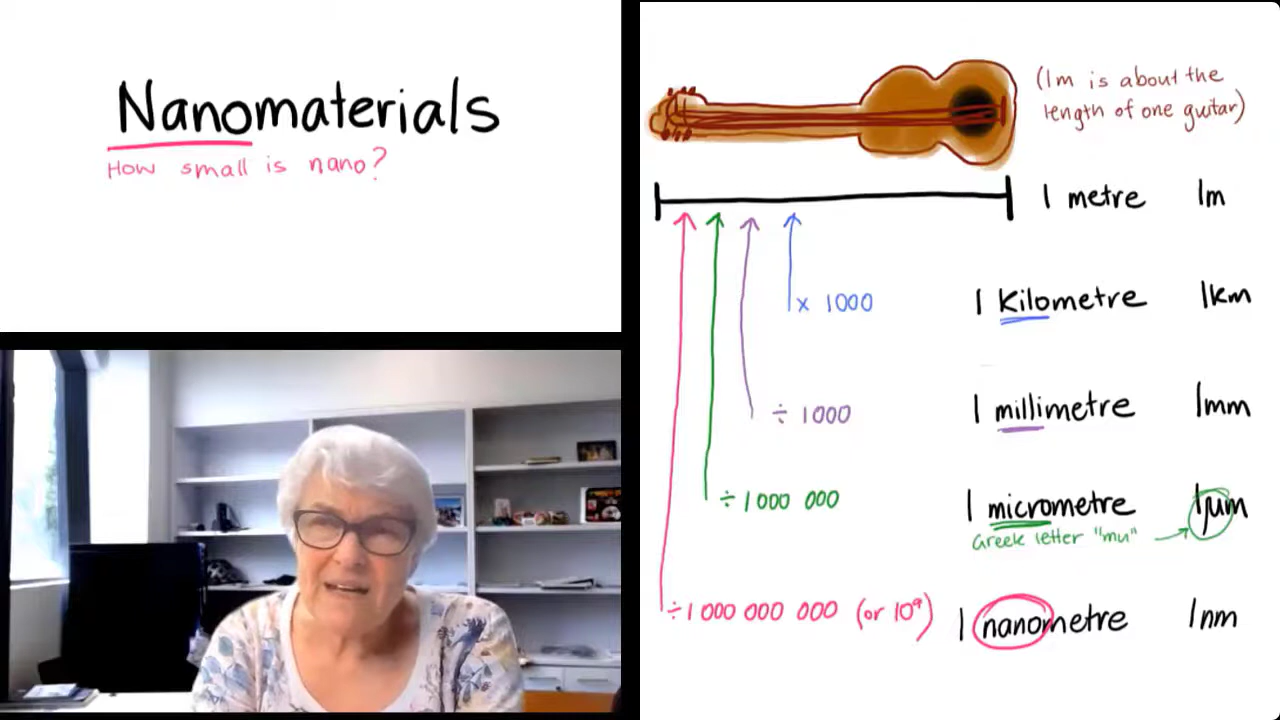 Nanomaterials
How small is nano?
(1m is about the
length of one guitar)
1 metre 1m
x 1000 1 Kilometre 1km
÷ 1000 1 millimetre 1mm
÷ 1 000 000 1 micrometre 1µm
Greek letter "mu"
÷ 1 000 000 000 (or 10⁹) 1 nanometre 1nm